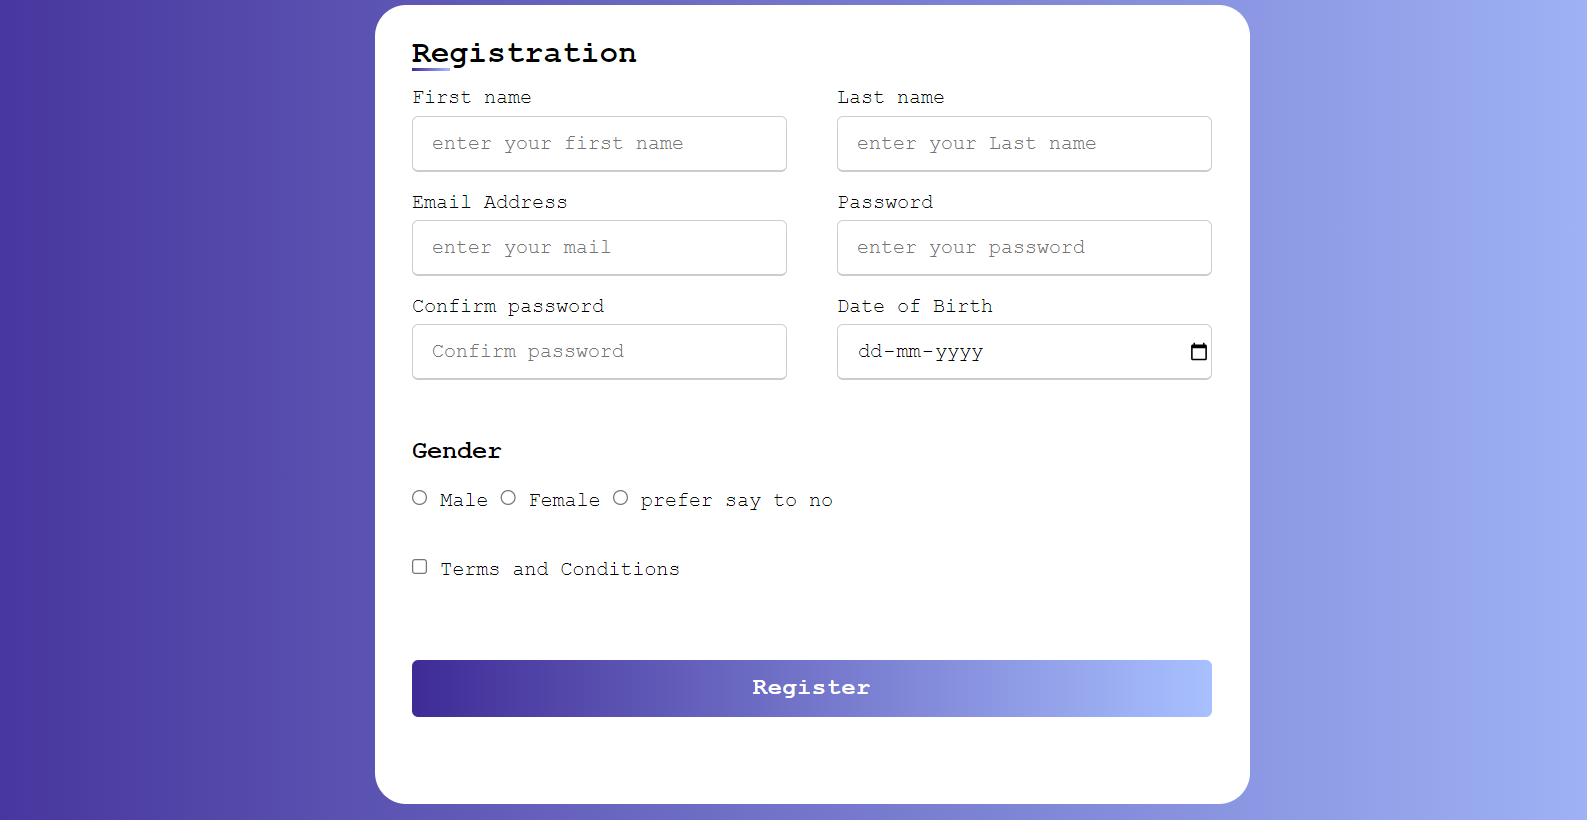 Registration
First name Last name
enter your first name enter your Last name
Email Address Password
enter your mail enter your password
Confirm password Date of Birth
Confirm password dd-mm-yyyy
Gender
Male Female prefer say to no
Terms and Conditions
Register